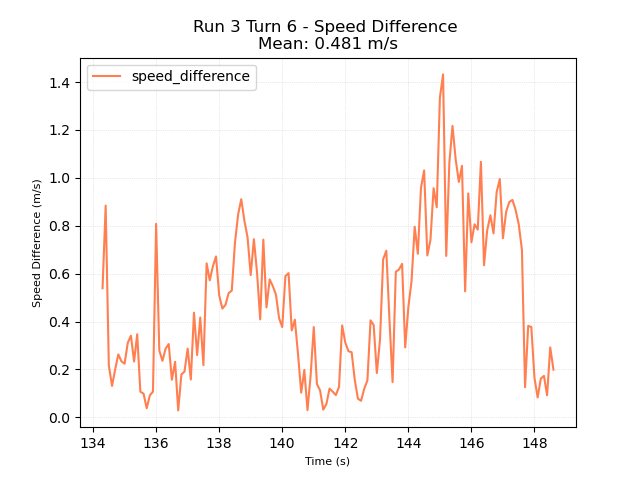 Run 3 Turn 6 - Speed Difference
Mean: 0.481 m/s
speed_difference
Speed Difference (m/s)
1.4
1.2
1.0
0.8
0.6
0.4
0.2
0.0
134 136 138 140 142 144 146 148
Time (s)